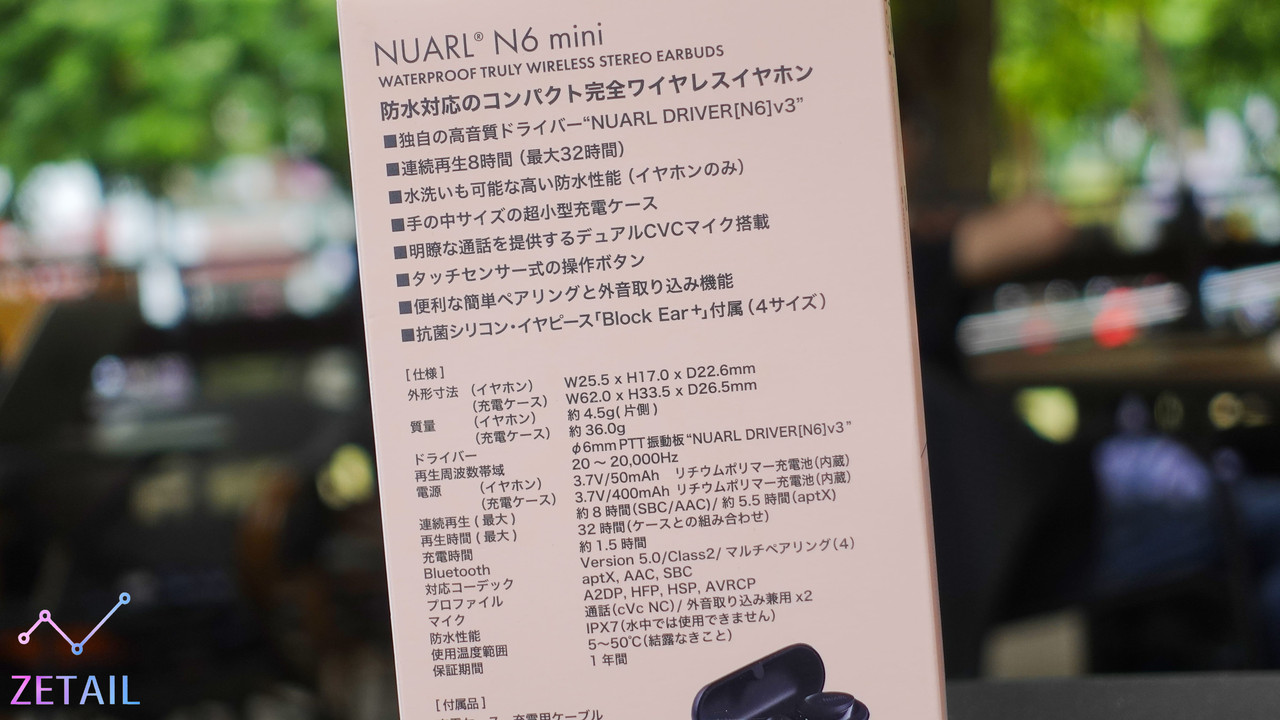 NUARL® N6 mini
WATERPROOF TRULY WIRELESS STEREO EARBUDS
防水対応のコンパクト完全ワイヤレスイヤホン
■独自の高音質ドライバー“NUARL DRIVER[N6]v3”
■連続再生8時間（最大32時間）
■水洗いも可能な高い防水性能（イヤホンのみ）
■手の中サイズの超小型充電ケース
■明瞭な通話を提供するデュアルCVCマイク搭載
■タッチセンサー式の操作ボタン
■便利な簡単ペアリングと外音取り込み機能
■抗菌シリコン・イヤピース「Block Ear+」付属（4サイズ）
[仕様]
外形寸法 （イヤホン） W25.5 x H17.0 x D22.6mm
（充電ケース） W62.0 x H33.5 x D26.5mm
質量 （イヤホン） 約 4.5g(片側)
（充電ケース） 約 36.0g
ドライバー φ6mm PTT 振動板“NUARL DRIVER[N6]v3”
再生周波数帯域 20 ～ 20,000Hz
電源 （イヤホン） 3.7V/50mAh リチウムポリマー充電池(内蔵)
（充電ケース） 3.7V/400mAh リチウムポリマー充電池(内蔵)
連続再生(最大) 約 8 時間(SBC/AAC)/ 約 5.5 時間(aptX)
再生時間(最大) 32 時間(ケースとの組み合わせ)
充電時間 約 1.5 時間
Bluetooth Version 5.0/Class2/ マルチペアリング(4)
対応コーデック aptX, AAC, SBC
プロファイル A2DP, HFP, HSP, AVRCP
マイク 通話(cVc NC)/ 外音取り込み兼用 x2
防水性能 IPX7(水中では使用できません)
使用温度範囲 5～50℃(結露なきこと)
保証期間 1 年間
[付属品]
充電ケース、充電用ケーブル
ZETAIL